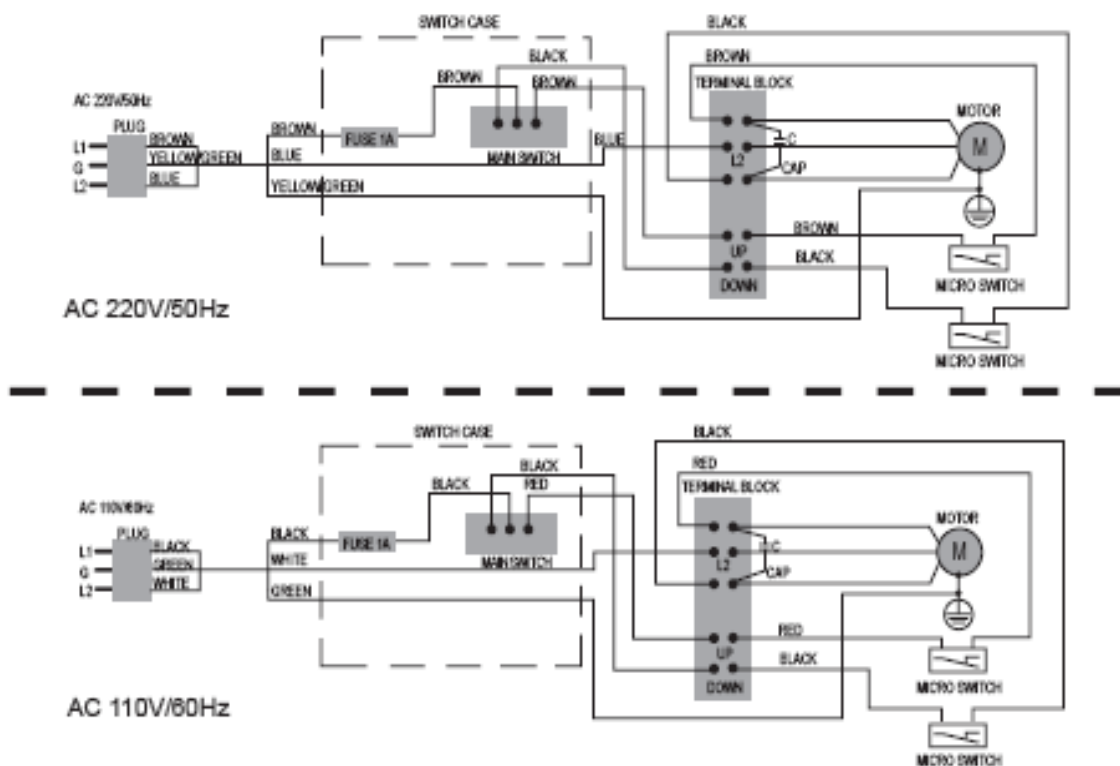 SWITCH CASE
BLACK
BLACK
BROWN
BROWN
BROWN
TERMINAL BLOCK
AC 220V/50Hz
MOTOR
PLUG
BROWN
BROWN
FUSE 1A
L1
YELLOW/GREEN
BLUE
MAIN SWITCH
BLUE
C
M
G
L2
CAP
L2
BLUE
YELLOW/GREEN
BROWN
UP
BLACK
MICRO SWITCH
DOWN
AC 220V/50Hz
MICRO SWITCH
SWITCH CASE
BLACK
BLACK
RED
BLACK
RED
TERMINAL BLOCK
AC 110V/60Hz
MOTOR
PLUG
BLACK
BLACK
FUSE 1A
L1
GREEN
WHITE
MAIN SWITCH
C
M
G
L2
CAP
L2
WHITE
GREEN
RED
UP
BLACK
DOWN
MICRO SWITCH
AC 110V/60Hz
MICRO SWITCH